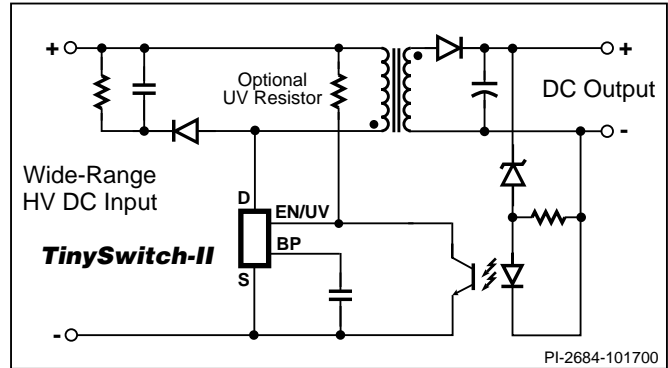 +
+
Optional
UV Resistor
DC Output
-
Wide-Range
HV DC Input
D
EN/UV
BP
TinySwitch-II
S
-
PI-2684-101700